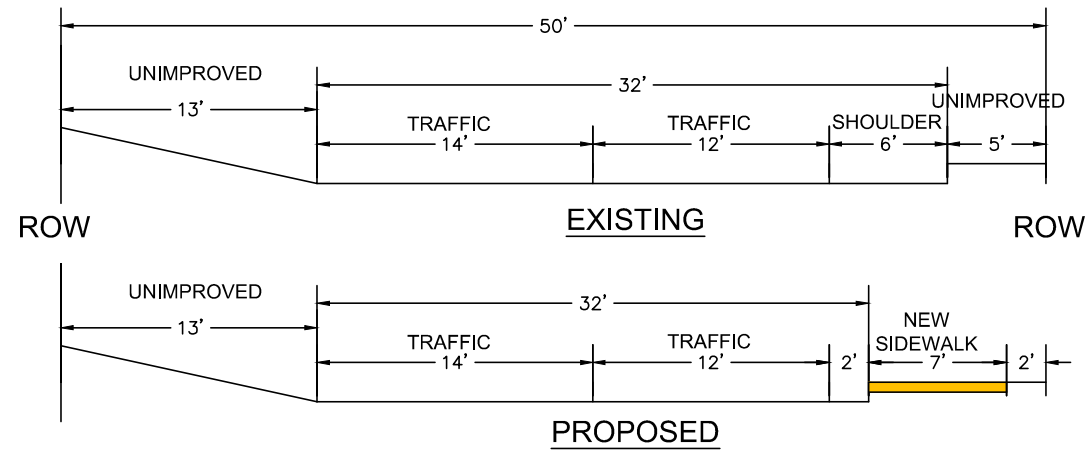 50'
UNIMPROVED
13'
32'
UNIMPROVED
TRAFFIC
14'
TRAFFIC
12'
SHOULDER
6'
5'
ROW
EXISTING
ROW
UNIMPROVED
13'
32'
TRAFFIC
14'
TRAFFIC
12'
2'
NEW
SIDEWALK
7'
2'
PROPOSED